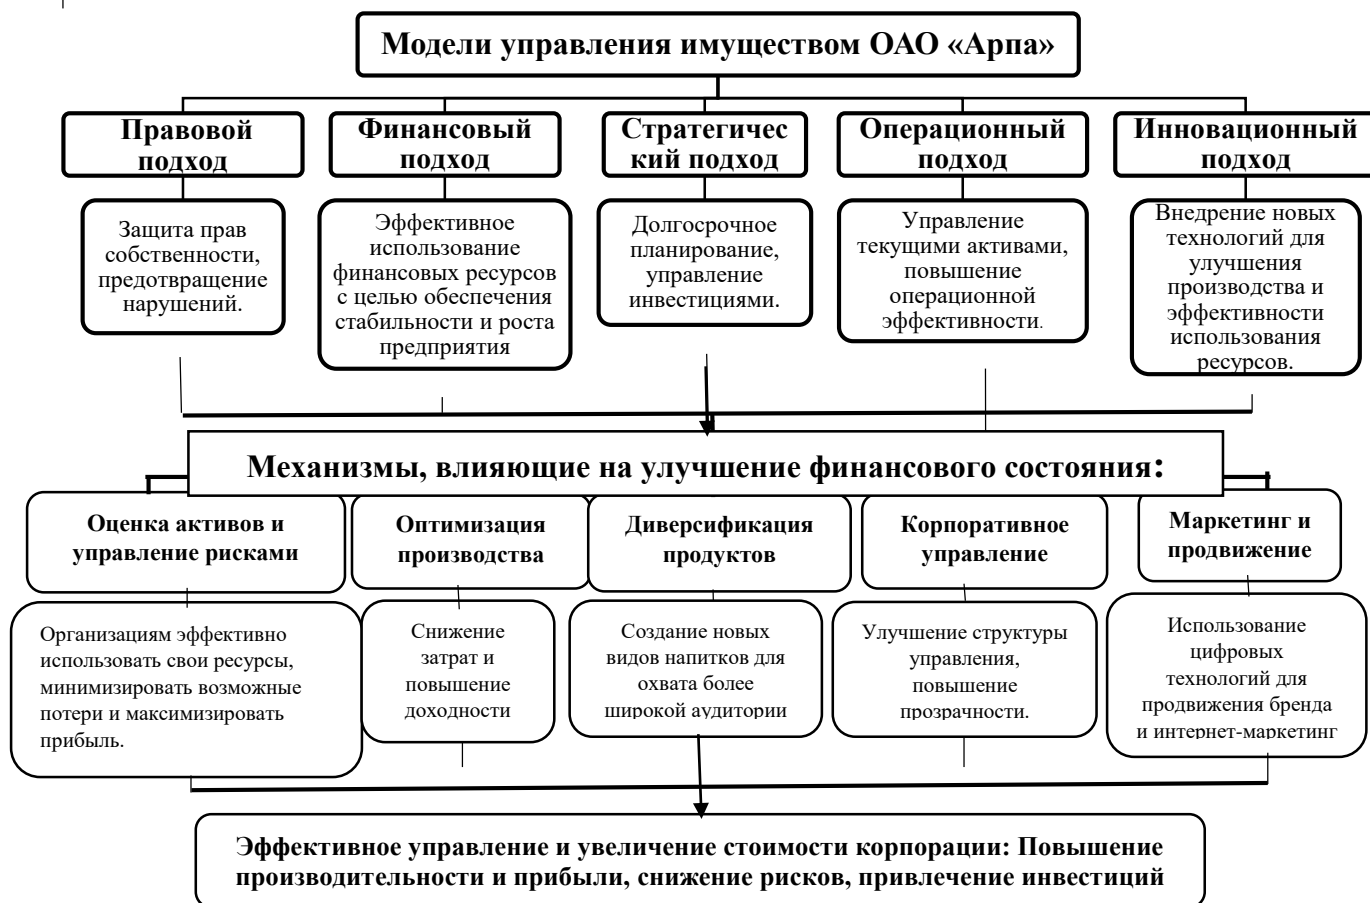 Модели управления имуществом ОАО «Арпа»
Правовой
подход
Финансовый
подход
Стратегичес
кий подход
Операционный
подход
Инновационный
подход
Защита прав
собственности,
предотвращение
нарушений.
Эффективное
использование
финансовых ресурсов
с целью обеспечения
стабильности и роста
предприятия
Долгосрочное
планирование,
управление
инвестициями.
Управление
текущими активами,
повышение
операционной
эффективности.
Внедрение новых
технологий для
улучшения
производства и
эффективности
использования
ресурсов.
Механизмы, влияющие на улучшение финансового состояния:
Оценка активов и
управление рисками
Оптимизация
производства
Диверсификация
продуктов
Корпоративное
управление
Маркетинг и
продвижение
Организациям эффективно
использовать свои ресурсы,
минимизировать возможные
потери и максимизировать
прибыль.
Снижение
затрат и
повышение
доходности
Создание новых
видов напитков для
охвата более
широкой аудитории
Улучшение структуры
управления,
повышение
прозрачности.
Использование
цифровых
технологий для
продвижения бренда
и интернет-маркетинг
Эффективное управление и увеличение стоимости корпорации: Повышение
производительности и прибыли, снижение рисков, привлечение инвестиций